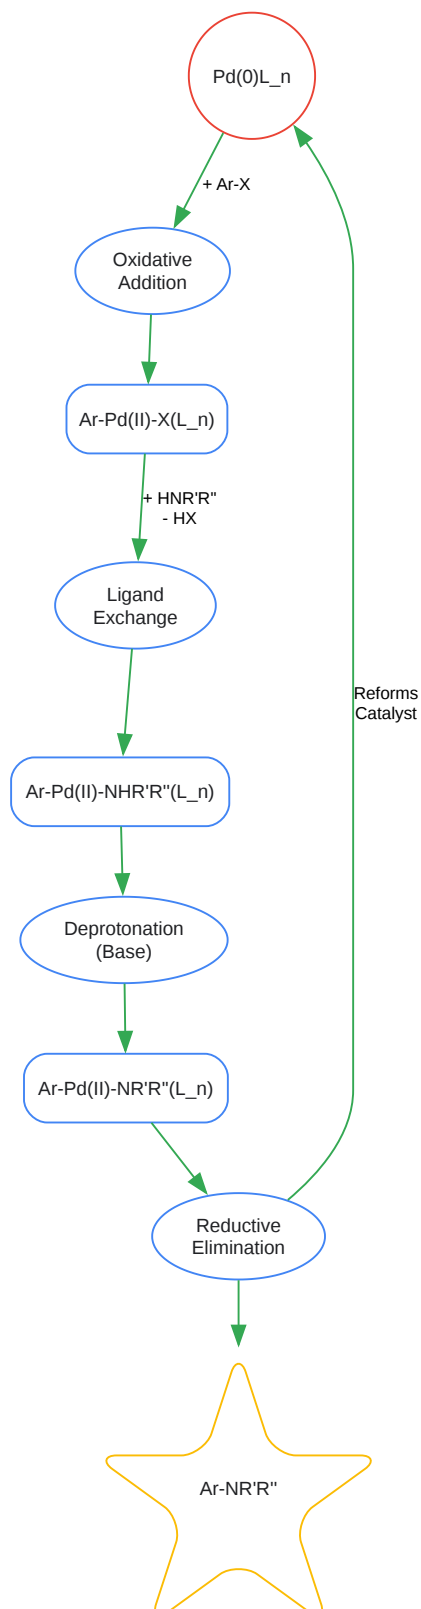 Pd(0)L_n
+ Ar-X
Oxidative
Addition
Ar-Pd(II)-X(L_n)
+ HNR'R"
- HX
Ligand
Exchange
Ar-Pd(II)-NHR'R"(L_n)
Reforms
Catalyst
Deprotonation
(Base)
Ar-Pd(II)-NR'R"(L_n)
Reductive
Elimination
Ar-NR'R"